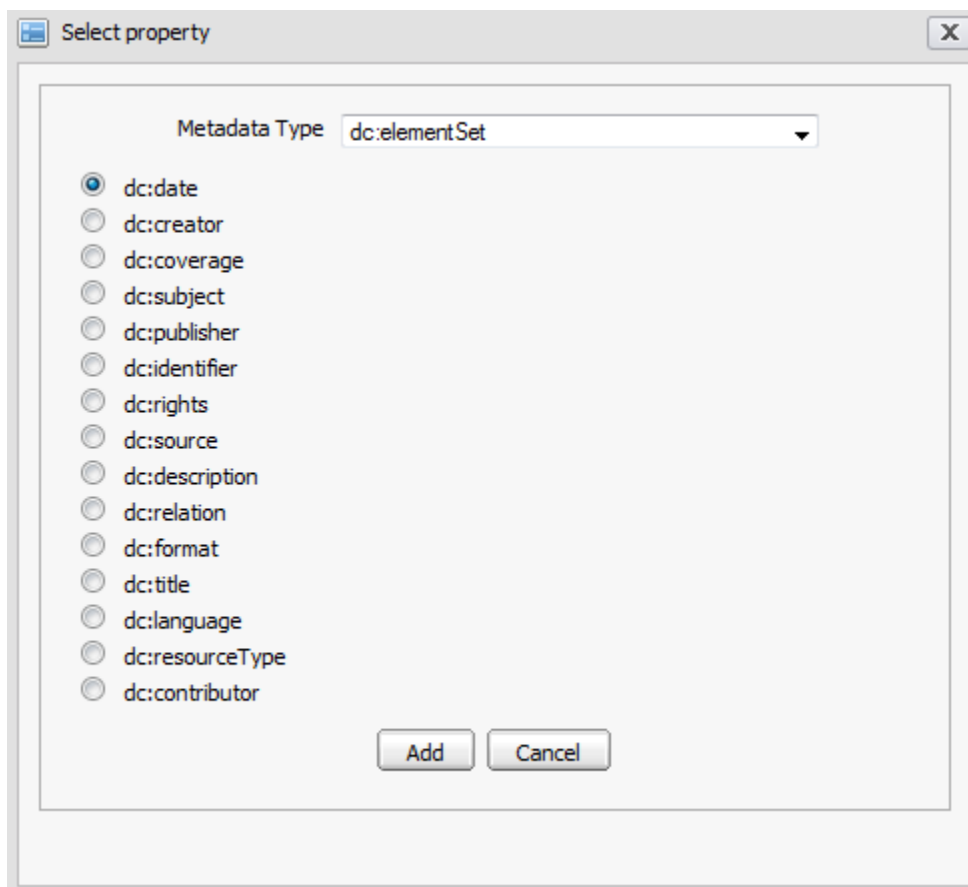 Select property
Metadata Type dc:elementSet
dc:date
dc:creator
dc:coverage
dc:subject
dc:publisher
dc:identifier
dc:rights
dc:source
dc:description
dc:relation
dc:format
dc:title
dc:language
dc:resourceType
dc:contributor
Add Cancel